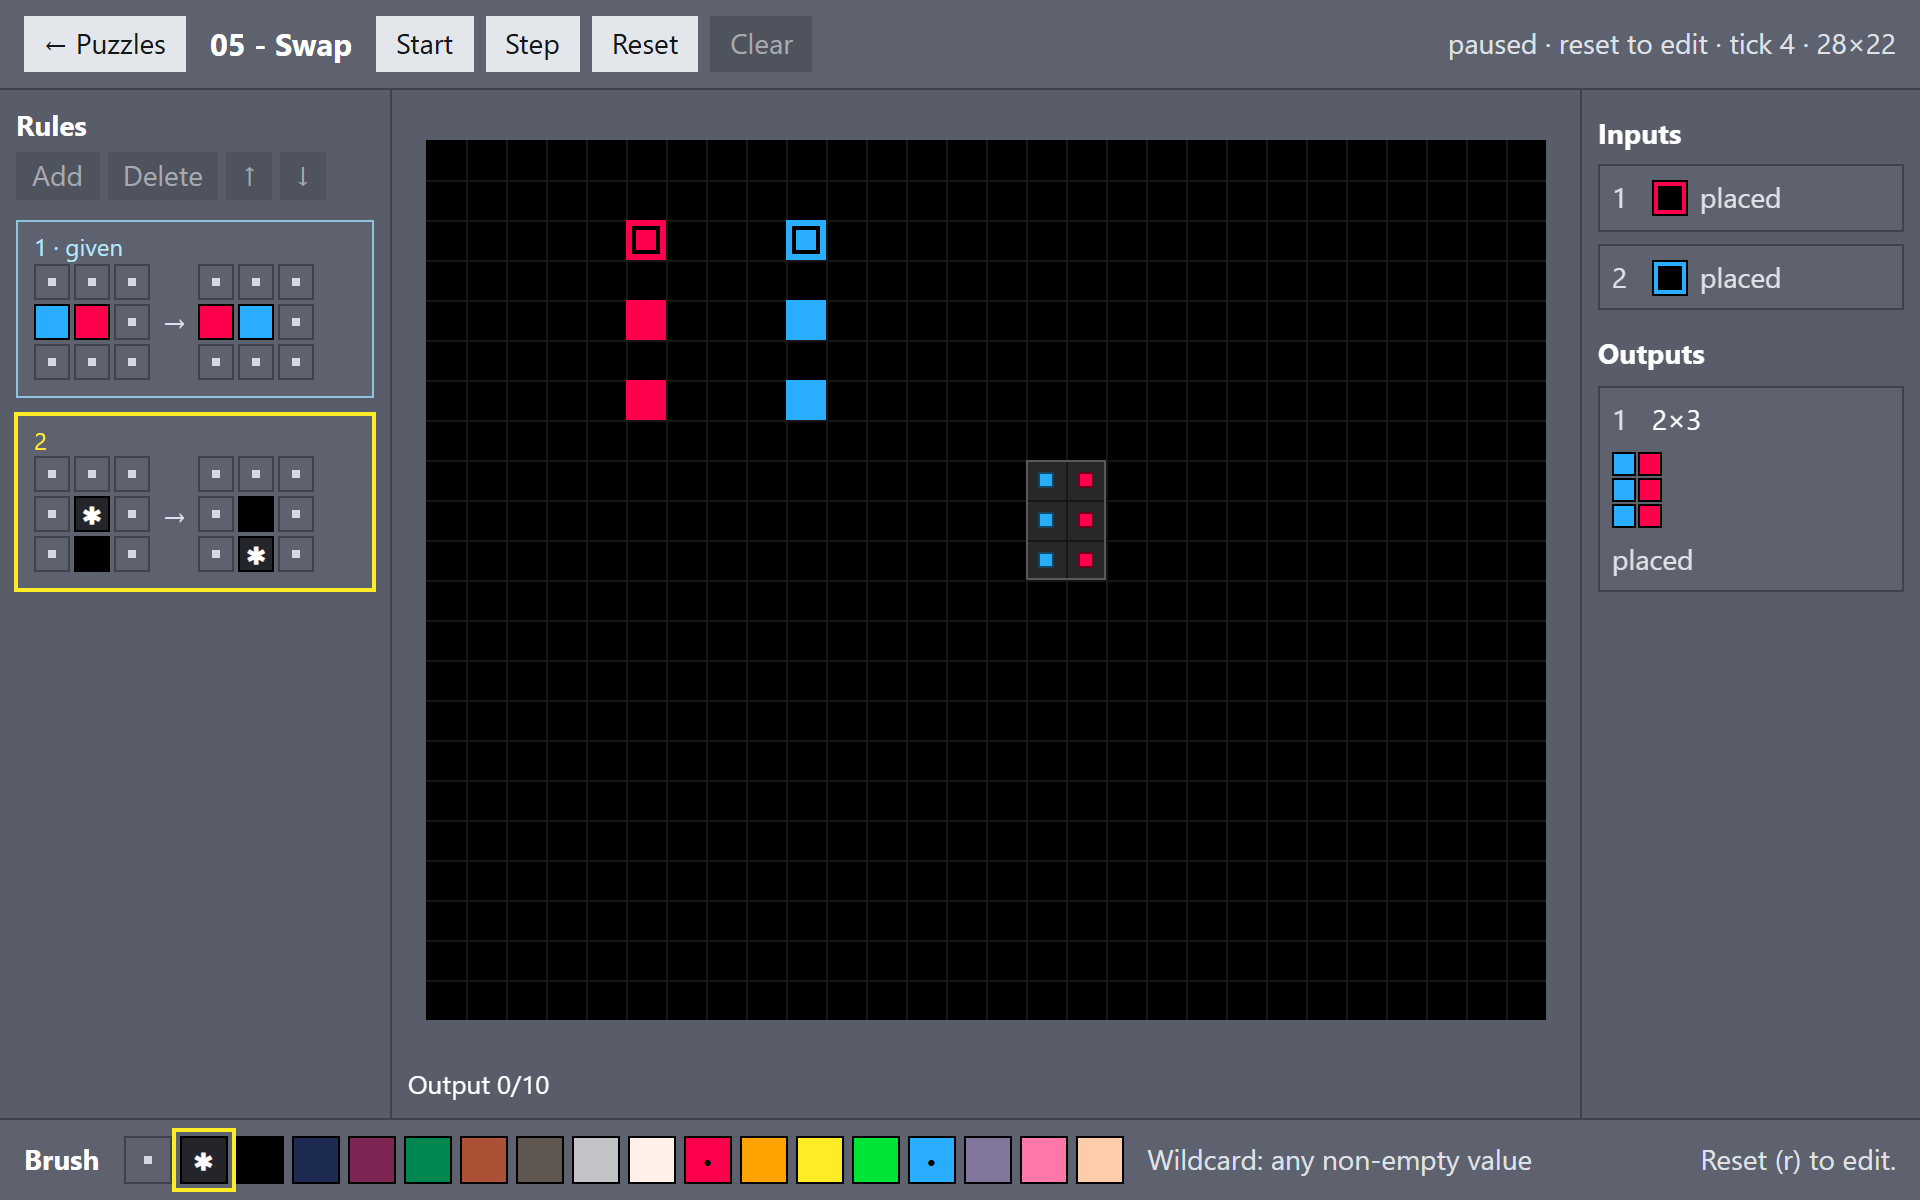 ← Puzzles
05 - Swap
Start
Step
Reset
Clear
paused · reset to edit · tick 4 · 28×22
Rules
Add
Delete
↑
↓
1 · given
→
2
* → *
Inputs
1 placed
2 placed
Outputs
1 2×3
placed
Output 0/10
Brush
*
Wildcard: any non-empty value
Reset (r) to edit.